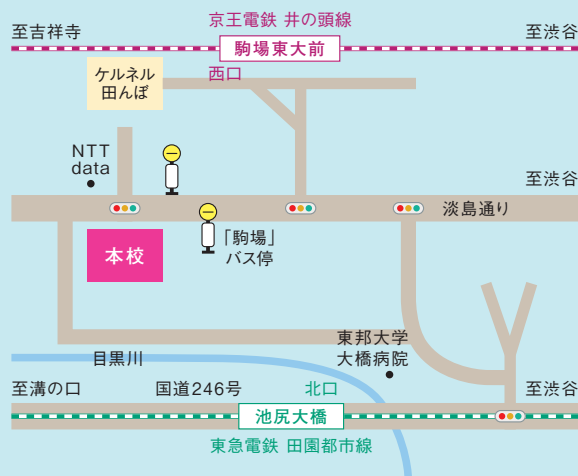 京王電鉄 井の頭線
至吉祥寺
至渋谷
駒場東大前
西口
ケルネル
田んぼ
NTT
data
至渋谷
淡島通り
「駒場」
バス停
本校
東邦大学
大橋病院
目黒川
至溝の口
国道246号
北口
至渋谷
池尻大橋
東急電鉄 田園都市線